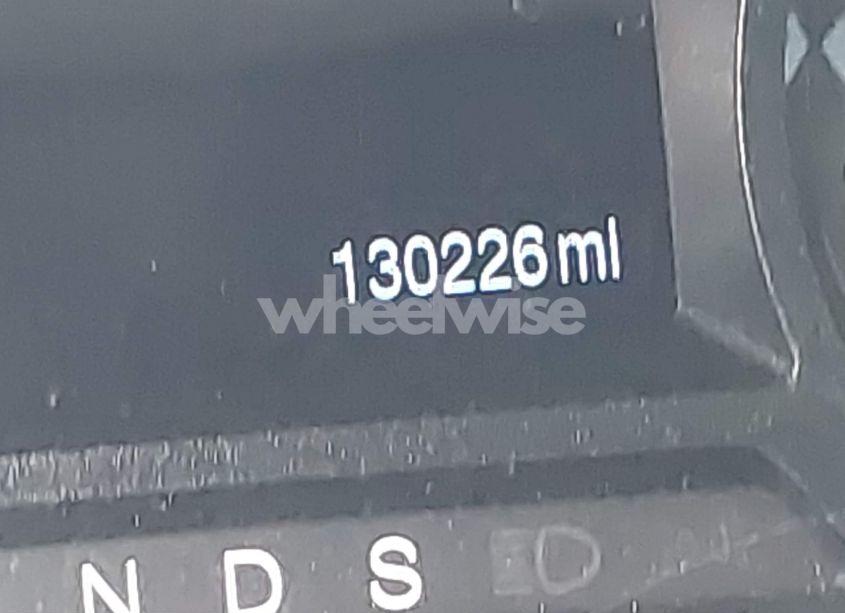 130226 ml
wheelwise
N D S